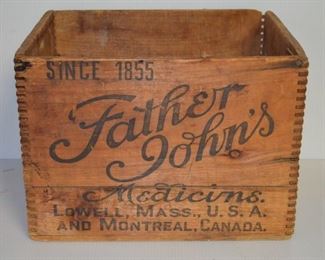 SINCE 1855
Father
John's
Medicine.
LOWELL, MASS., U.S.A.
AND MONTREAL, CANADA.